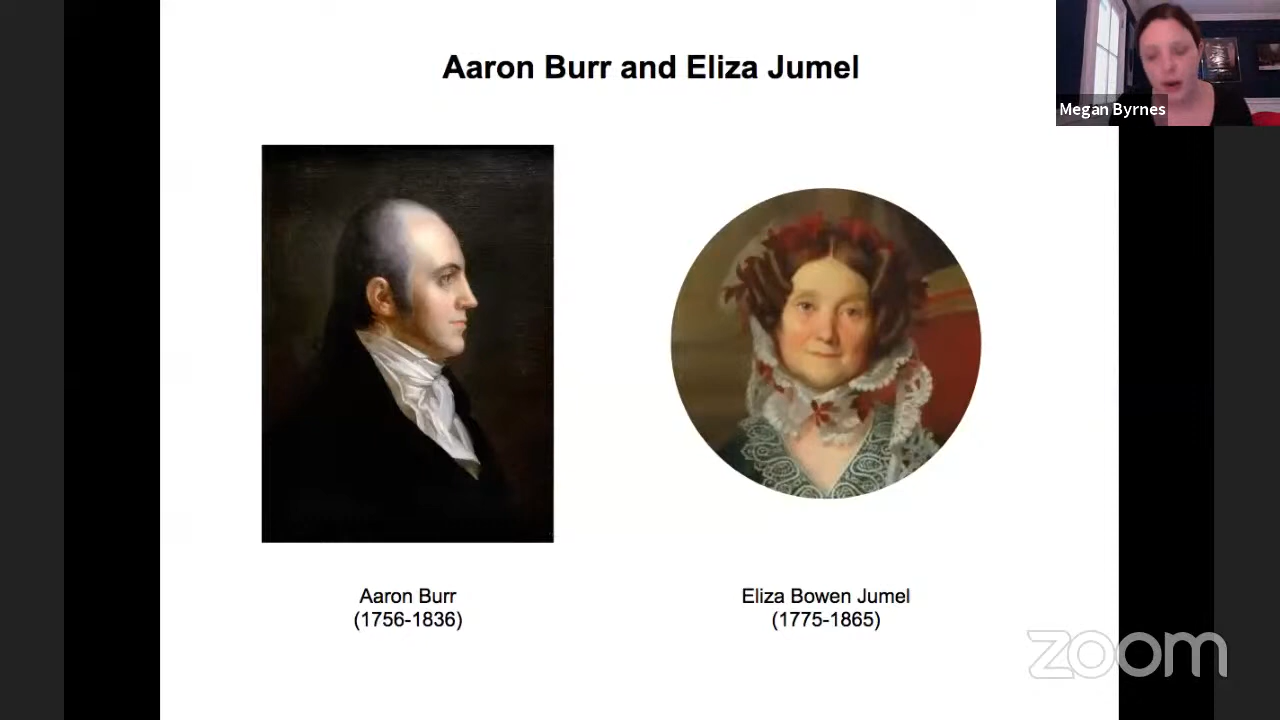 Aaron Burr and Eliza Jumel
Megan Byrnes
Aaron Burr
(1756-1836)
Eliza Bowen Jumel
(1775-1865)
zoom